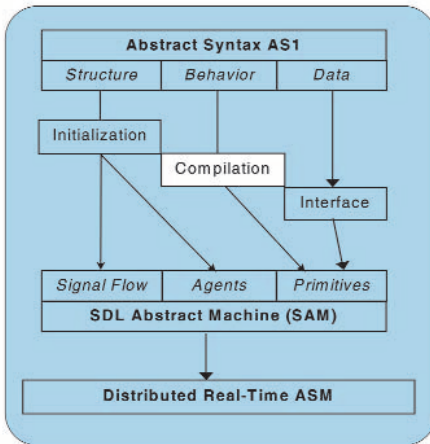 Abstract Syntax AS1
Structure Behavior Data
Initialization
Compilation
Interface
Signal Flow Agents Primitives
SDL Abstract Machine (SAM)
Distributed Real-Time ASM